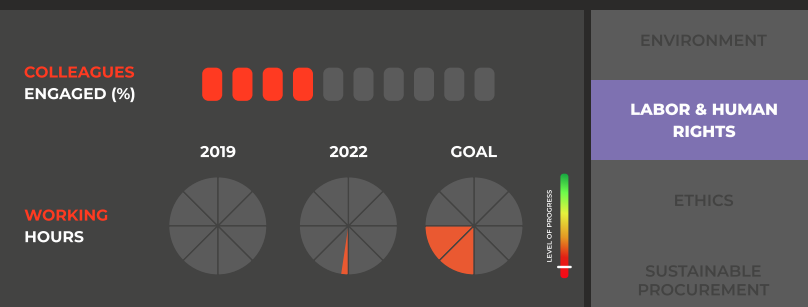 COLLEAGUES
ENGAGED (%)
2019
2022
GOAL
WORKING
HOURS
LEVEL OF PROGRESS
ENVIRONMENT
LABOR & HUMAN
RIGHTS
ETHICS
SUSTAINABLE
PROCUREMENT